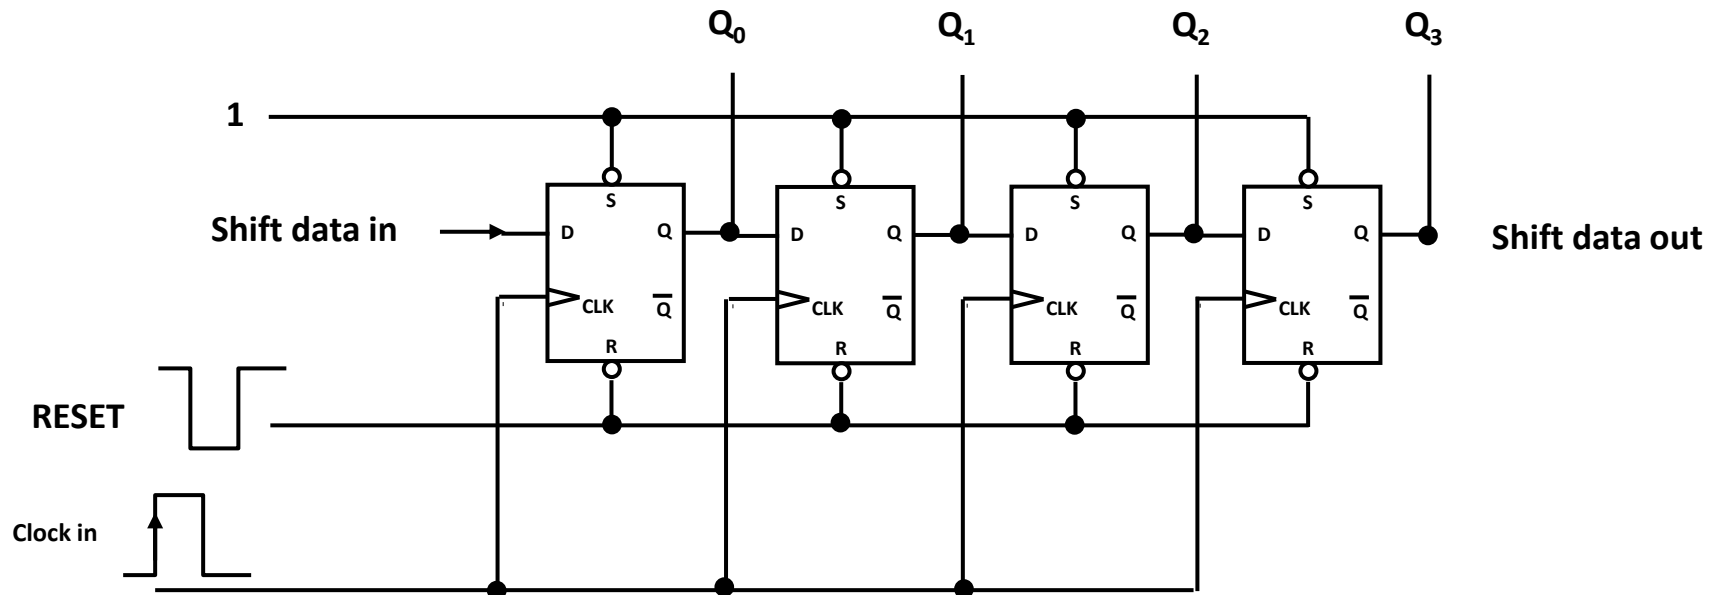 Q₀ Q₁ Q₂ Q₃
1
S S S S
Shift data in D Q D Q D Q D Q Shift data out
CLK Q̅ CLK Q̅ CLK Q̅ CLK Q̅
R R R R
RESET
Clock in